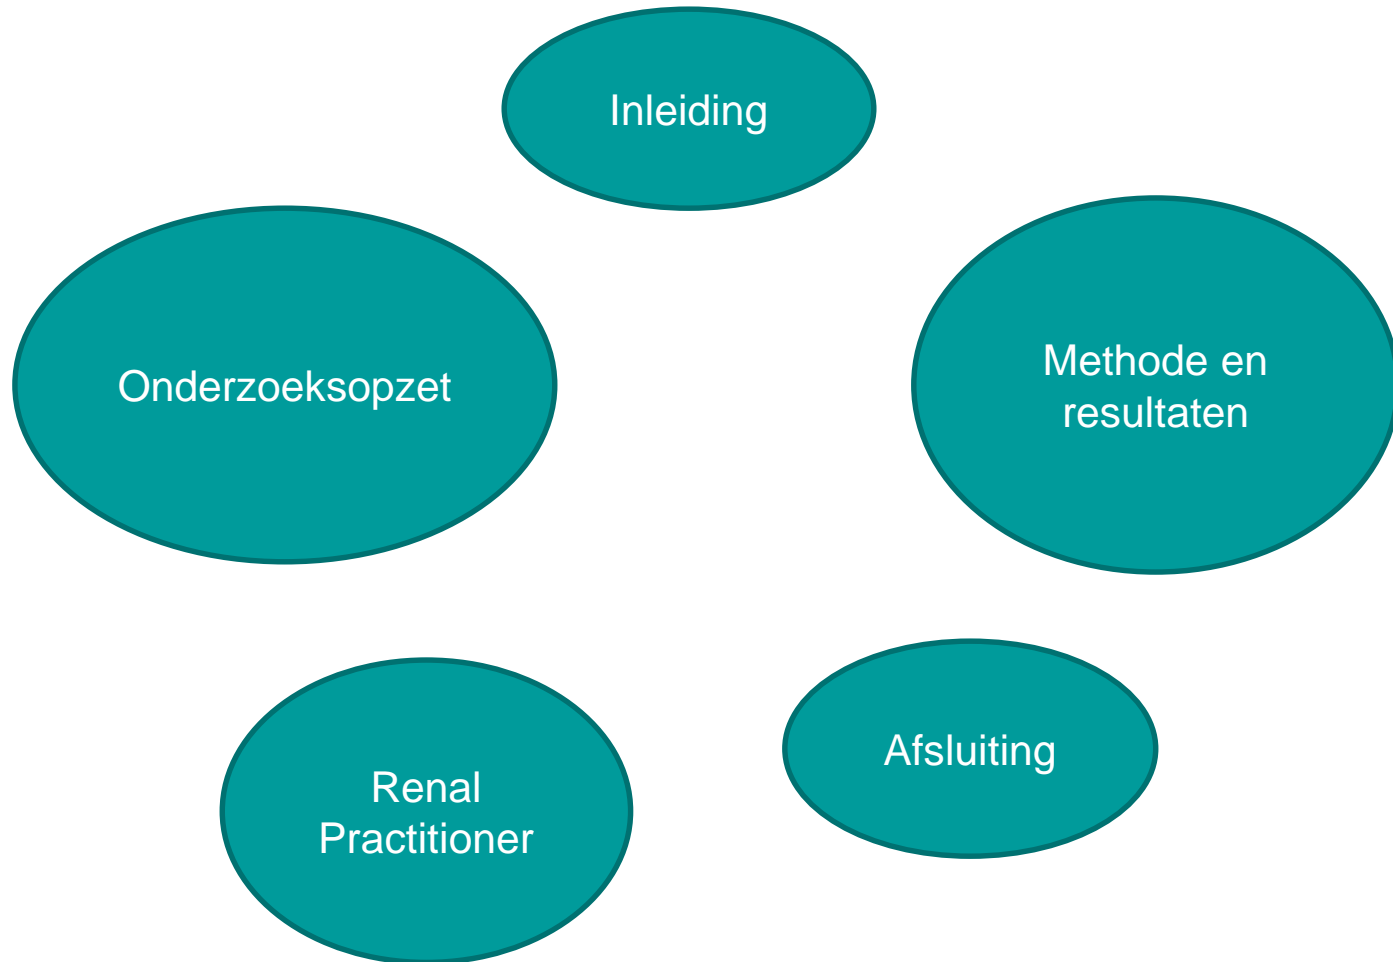 Inleiding
Onderzoeksopzet
Methode en
resultaten
Renal
Practitioner
Afsluiting